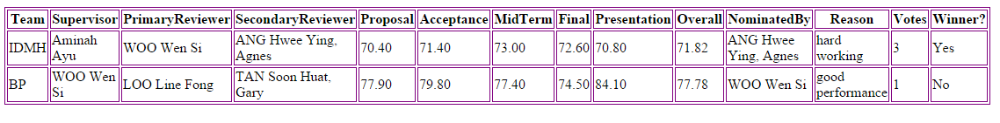 Team Supervisor PrimaryReviewer SecondaryReviewer Proposal Acceptance MidTerm Final Presentation Overall NominatedBy Reason Votes Winner?
IDMH Aminah Ayu WOO Wen Si ANG Hwee Ying, Agnes 70.40 71.40 73.00 72.60 70.80 71.82 ANG Hwee Ying, Agnes hard working 3 Yes
BP WOO Wen Si LOO Line Fong TAN Soon Huat, Gary 77.90 79.80 77.40 74.50 84.10 77.78 WOO Wen Si good performance 1 No